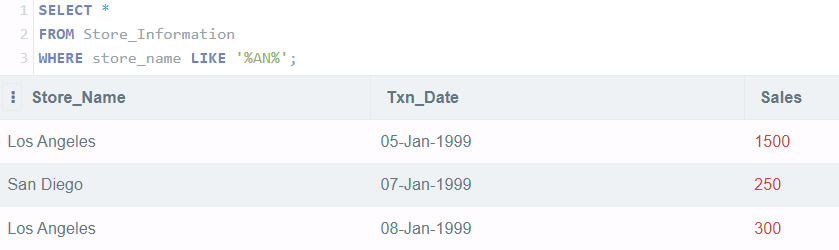 1 SELECT *
2 FROM Store_Information
3 WHERE store_name LIKE '%AN%';
Store_Name Txn_Date Sales
Los Angeles 05-Jan-1999 1500
San Diego 07-Jan-1999 250
Los Angeles 08-Jan-1999 300